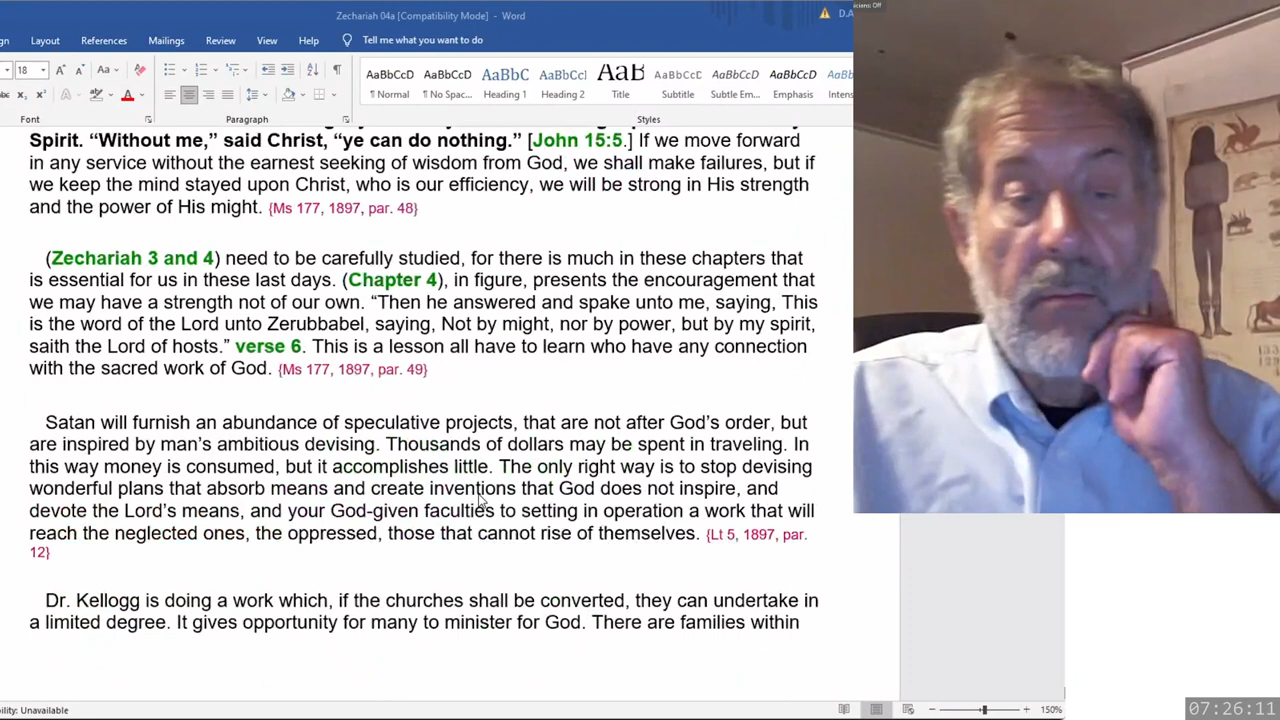 Zechariah 04a [Compatibility Mode] - Word
D.A
cians: Off
gn Layout References Mailings Review View Help Tell me what you want to do
18 A A Aa
abc x₂ x² A A
AaBbCcD AaBbCcD AaBbC AaBbCcI AaB AaBbCcD AaBbCcD AaBbCcD AaBb
¶ Normal ¶ No Spac... Heading 1 Heading 2 Title Subtitle Subtle Em... Emphasis Intens
Font Paragraph Styles
Spirit. “Without me,” said Christ, “ye can do nothing.” [John 15:5.] If we move forward
in any service without the earnest seeking of wisdom from God, we shall make failures, but if
we keep the mind stayed upon Christ, who is our efficiency, we will be strong in His strength
and the power of His might. {Ms 177, 1897, par. 48}
(Zechariah 3 and 4) need to be carefully studied, for there is much in these chapters that
is essential for us in these last days. (Chapter 4), in figure, presents the encouragement that
we may have a strength not of our own. “Then he answered and spake unto me, saying, This
is the word of the Lord unto Zerubbabel, saying, Not by might, nor by power, but by my spirit,
saith the Lord of hosts.” verse 6. This is a lesson all have to learn who have any connection
with the sacred work of God. {Ms 177, 1897, par. 49}
Satan will furnish an abundance of speculative projects, that are not after God’s order, but
are inspired by man’s ambitious devising. Thousands of dollars may be spent in traveling. In
this way money is consumed, but it accomplishes little. The only right way is to stop devising
wonderful plans that absorb means and create inventions that God does not inspire, and
devote the Lord’s means, and your God-given faculties to setting in operation a work that will
reach the neglected ones, the oppressed, those that cannot rise of themselves. {Lt 5, 1897, par.
12}
Dr. Kellogg is doing a work which, if the churches shall be converted, they can undertake in
a limited degree. It gives opportunity for many to minister for God. There are families within
bility: Unavailable
150%
07:26:11